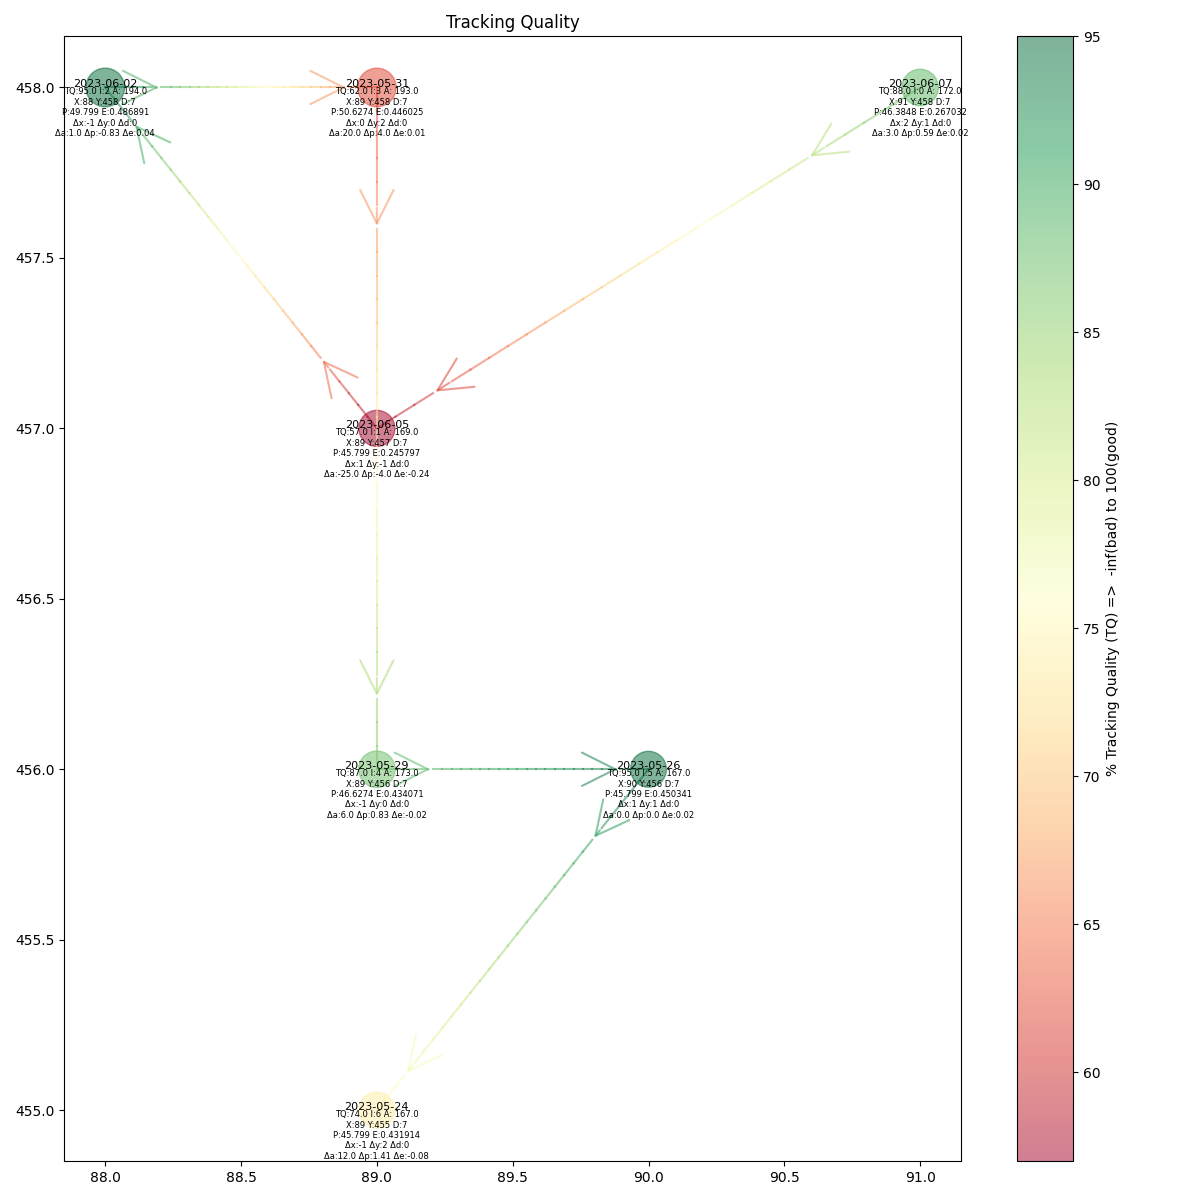 Tracking Quality
458.0
457.5
457.0
456.5
456.0
455.5
455.0
88.0
88.5
89.0
89.5
90.0
90.5
91.0
2023-06-02
TQ:95.0 I:2 A: 194.0
X:88 Y:458 D:7
P:49.799 E:0.486891
Δx:-1 Δy:0 Δd:0
Δa:1.0 Δp:-0.83 Δe:0.04
2023-05-31
TQ:62.0 I:3 A: 193.0
X:89 Y:458 D:7
P:50.6274 E:0.446025
Δx:0 Δy:2 Δd:0
Δa:20.0 Δp:4.0 Δe:0.01
2023-06-07
TQ:88.0 I:0 A: 172.0
X:91 Y:458 D:7
P:46.3848 E:0.267032
Δx:2 Δy:1 Δd:0
Δa:3.0 Δp:0.59 Δe:0.02
2023-06-05
TQ:57.0 I:1 A: 169.0
X:89 Y:457 D:7
P:45.799 E:0.245797
Δx:1 Δy:-1 Δd:0
Δa:-25.0 Δp:-4.0 Δe:-0.24
2023-05-29
TQ:87.0 I:4 A: 173.0
X:89 Y:456 D:7
P:46.6274 E:0.434071
Δx:-1 Δy:0 Δd:0
Δa:6.0 Δp:0.83 Δe:-0.02
2023-05-26
TQ:95.0 I:5 A: 167.0
X:90 Y:456 D:7
P:45.799 E:0.450341
Δx:1 Δy:1 Δd:0
Δa:0.0 Δp:0.0 Δe:0.02
2023-05-24
TQ:74.0 I:6 A: 167.0
X:89 Y:455 D:7
P:45.799 E:0.431914
Δx:-1 Δy:2 Δd:0
Δa:12.0 Δp:1.41 Δe:-0.08
95
90
85
80
75
70
65
60
% Tracking Quality (TQ) => -inf(bad) to 100(good)